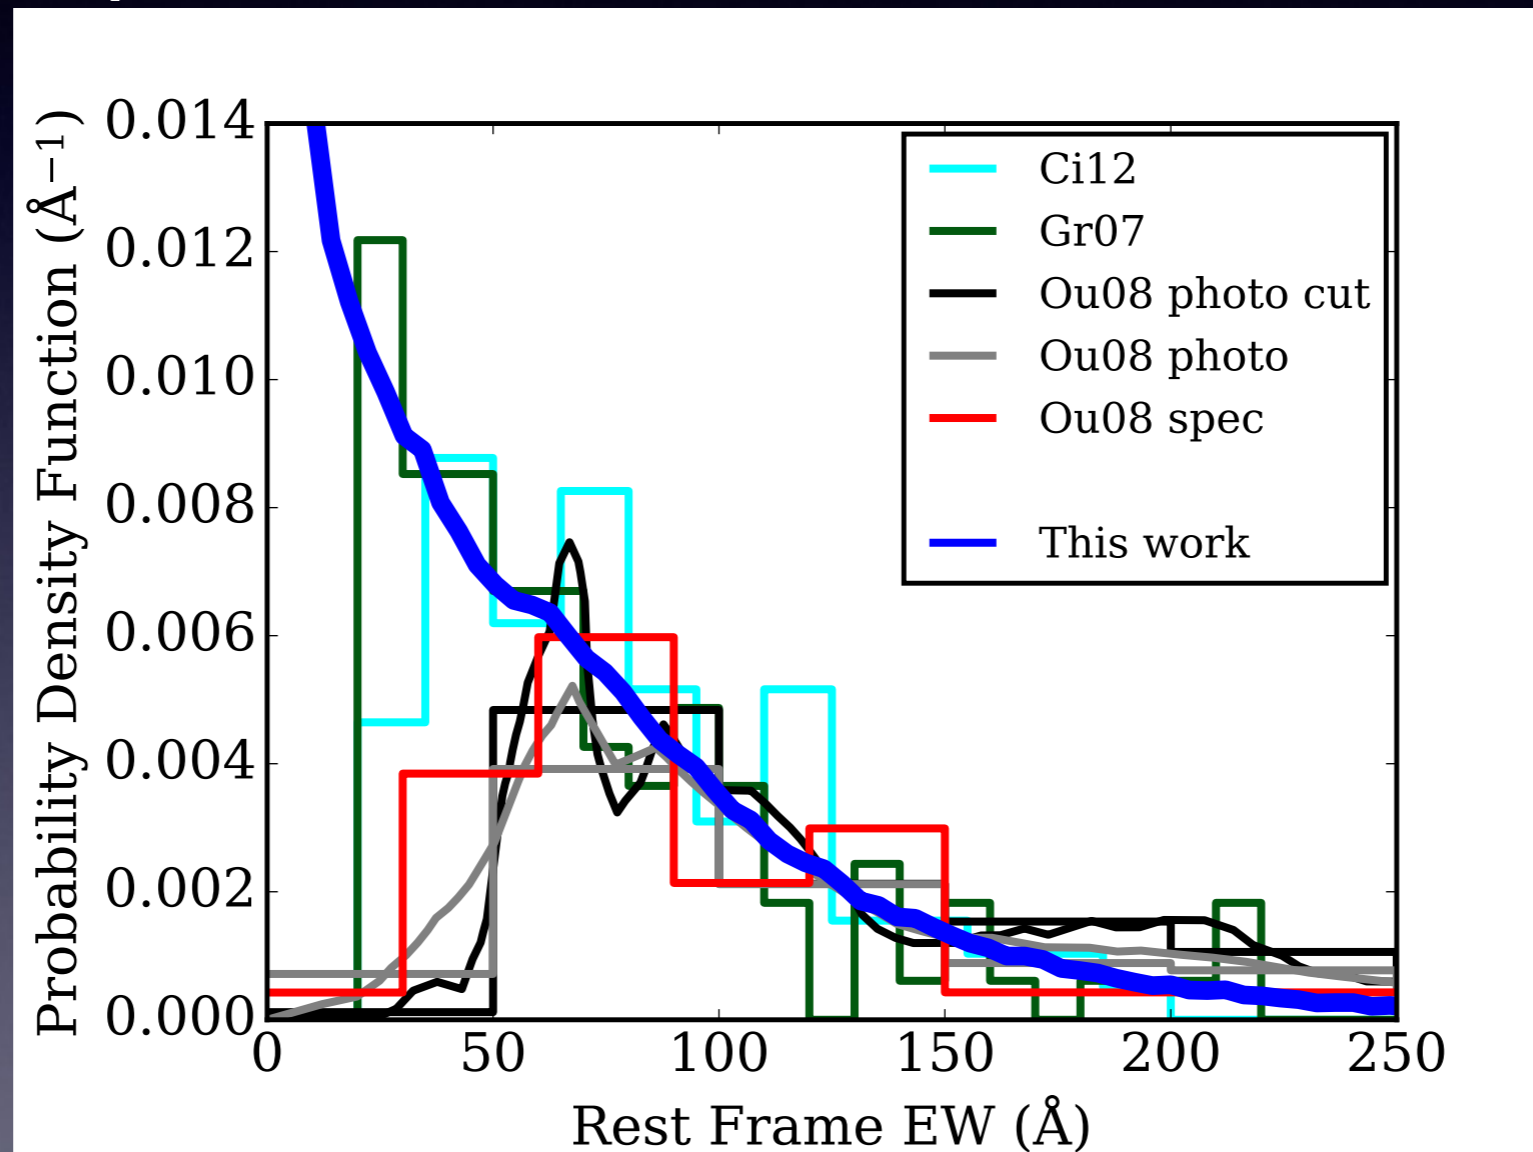 Probability Density Function (Å⁻¹)
0.014
0.012
0.010
0.008
0.006
0.004
0.002
0.000
0 50 100 150 200 250
Rest Frame EW (Å)
Ci12
Gr07
Ou08 photo cut
Ou08 photo
Ou08 spec
This work